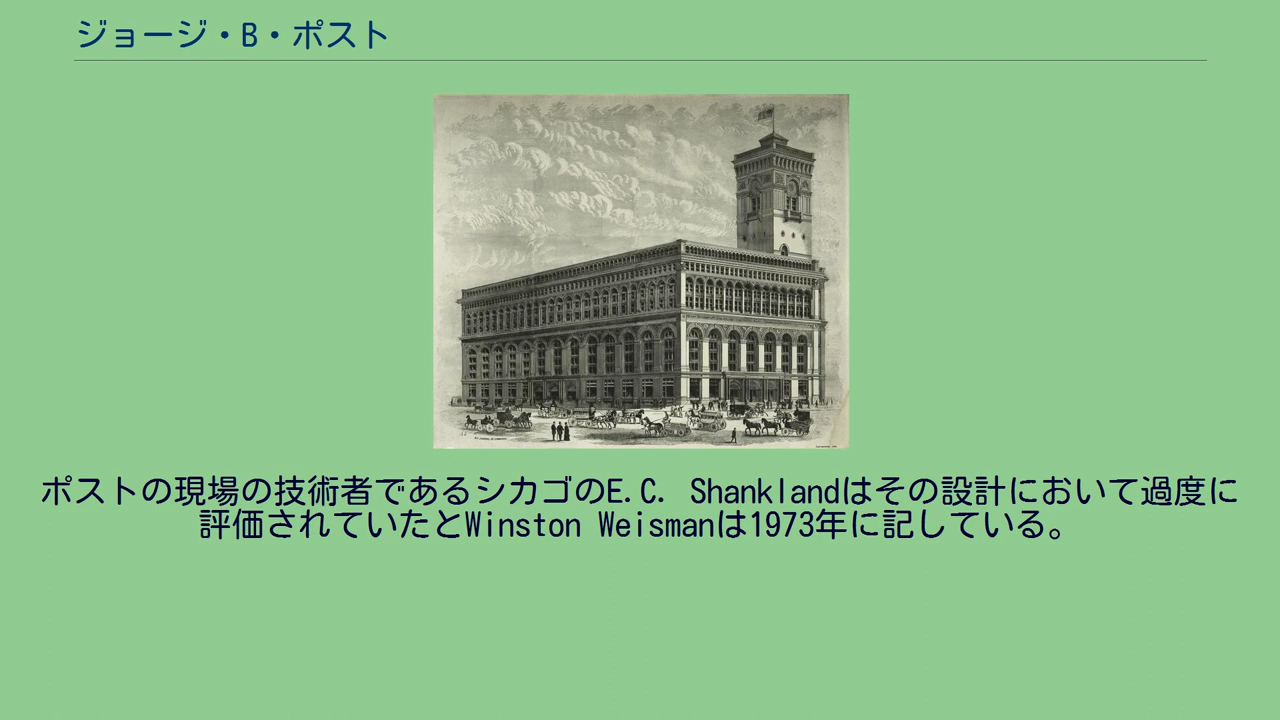 ジョージ・B・ポスト
ポストの現場の技術者であるシカゴのE.C. Shanklandはその設計において過度に
評価されていたとWinston Weismanは1973年に記している。